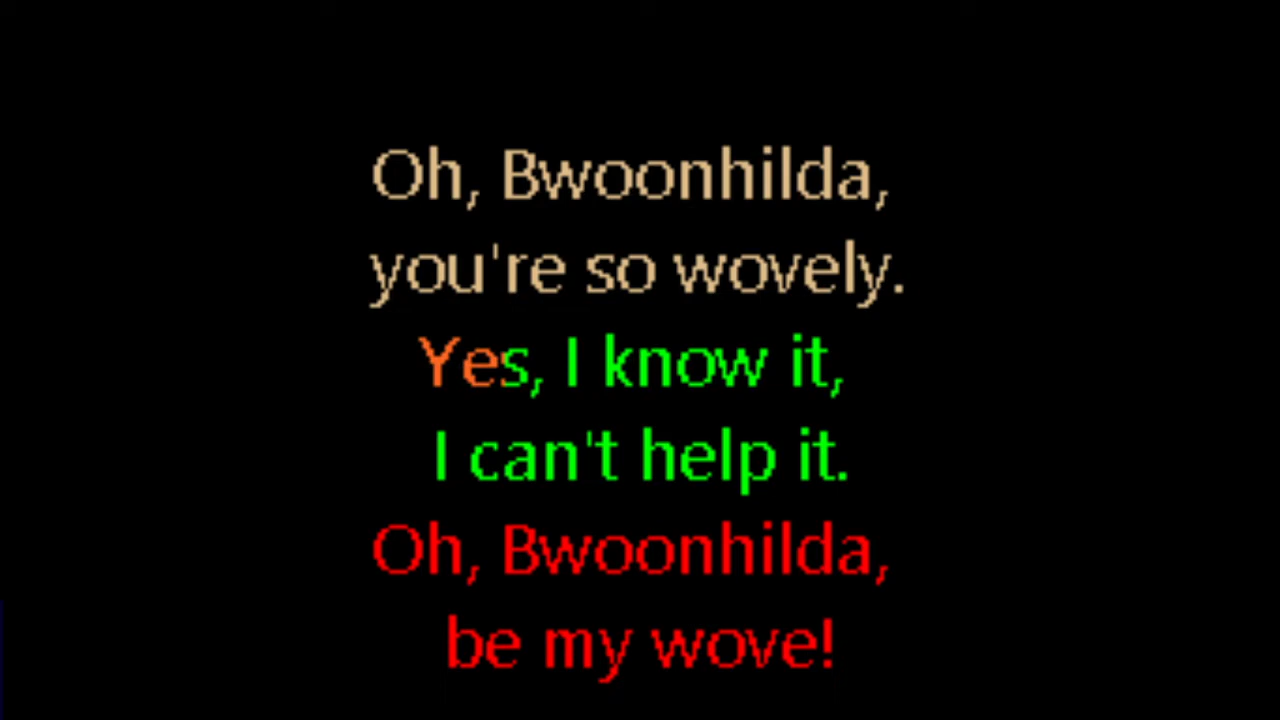 Oh, Bwoonhilda,
you're so wovely.
Yes, I know it,
I can't help it.
Oh, Bwoonhilda,
be my wove!